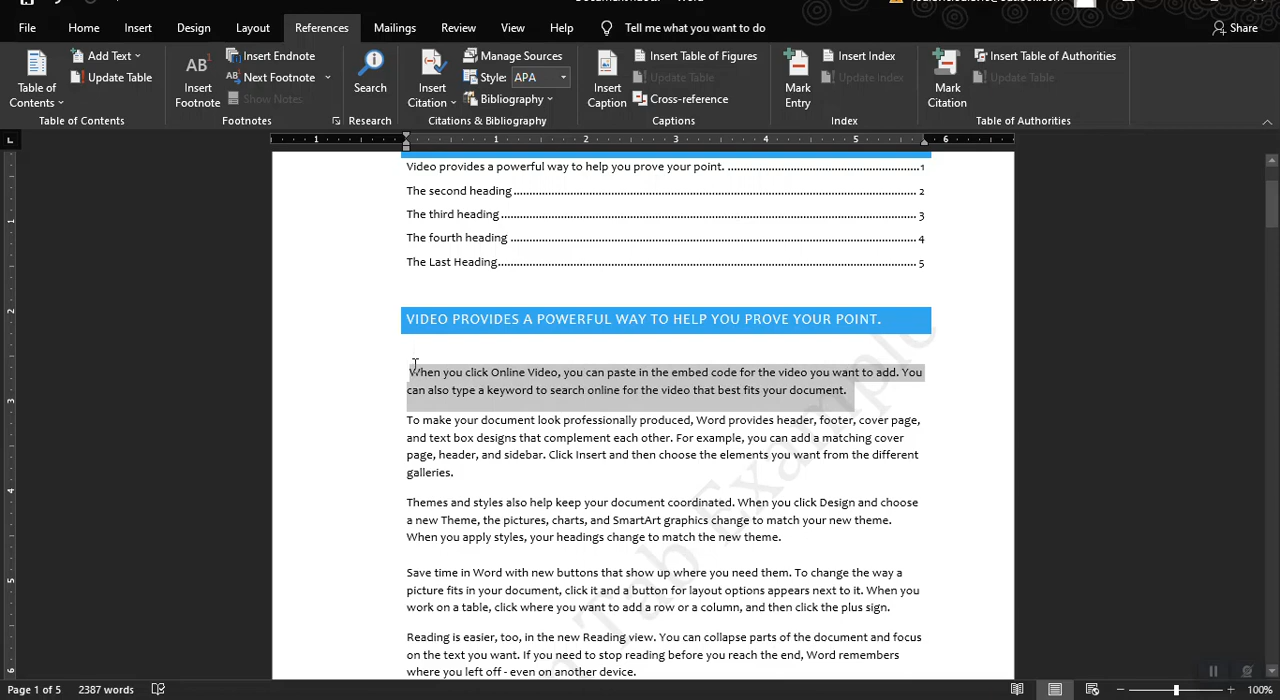 File Home Insert Design Layout References Mailings Review View Help Tell me what you want to do Share
Table of Contents
Add Text
Update Table
Table of Contents
AB
Insert Footnote
Insert Endnote
Next Footnote
Show Notes
Footnotes
Search
Research
Insert Citation
Manage Sources
Style: APA
Bibliography
Citations & Bibliography
Insert Caption
Insert Table of Figures
Update Table
Cross-reference
Captions
Mark Entry
Insert Index
Update Index
Index
Mark Citation
Insert Table of Authorities
Update Table
Table of Authorities
1 1 2 3 4 5 6
Video provides a powerful way to help you prove your point. 1
The second heading 2
The third heading 3
The fourth heading 4
The Last Heading 5
VIDEO PROVIDES A POWERFUL WAY TO HELP YOU PROVE YOUR POINT.
When you click Online Video, you can paste in the embed code for the video you want to add. You
can also type a keyword to search online for the video that best fits your document.
To make your document look professionally produced, Word provides header, footer, cover page,
and text box designs that complement each other. For example, you can add a matching cover
page, header, and sidebar. Click Insert and then choose the elements you want from the different
galleries.
Themes and styles also help keep your document coordinated. When you click Design and choose
a new Theme, the pictures, charts, and SmartArt graphics change to match your new theme.
When you apply styles, your headings change to match the new theme.
Save time in Word with new buttons that show up where you need them. To change the way a
picture fits in your document, click it and a button for layout options appears next to it. When you
work on a table, click where you want to add a row or a column, and then click the plus sign.
Reading is easier, too, in the new Reading view. You can collapse parts of the document and focus
on the text you want. If you need to stop reading before you reach the end, Word remembers
where you left off - even on another device.
Tab Example
Page 1 of 5 2387 words 100%